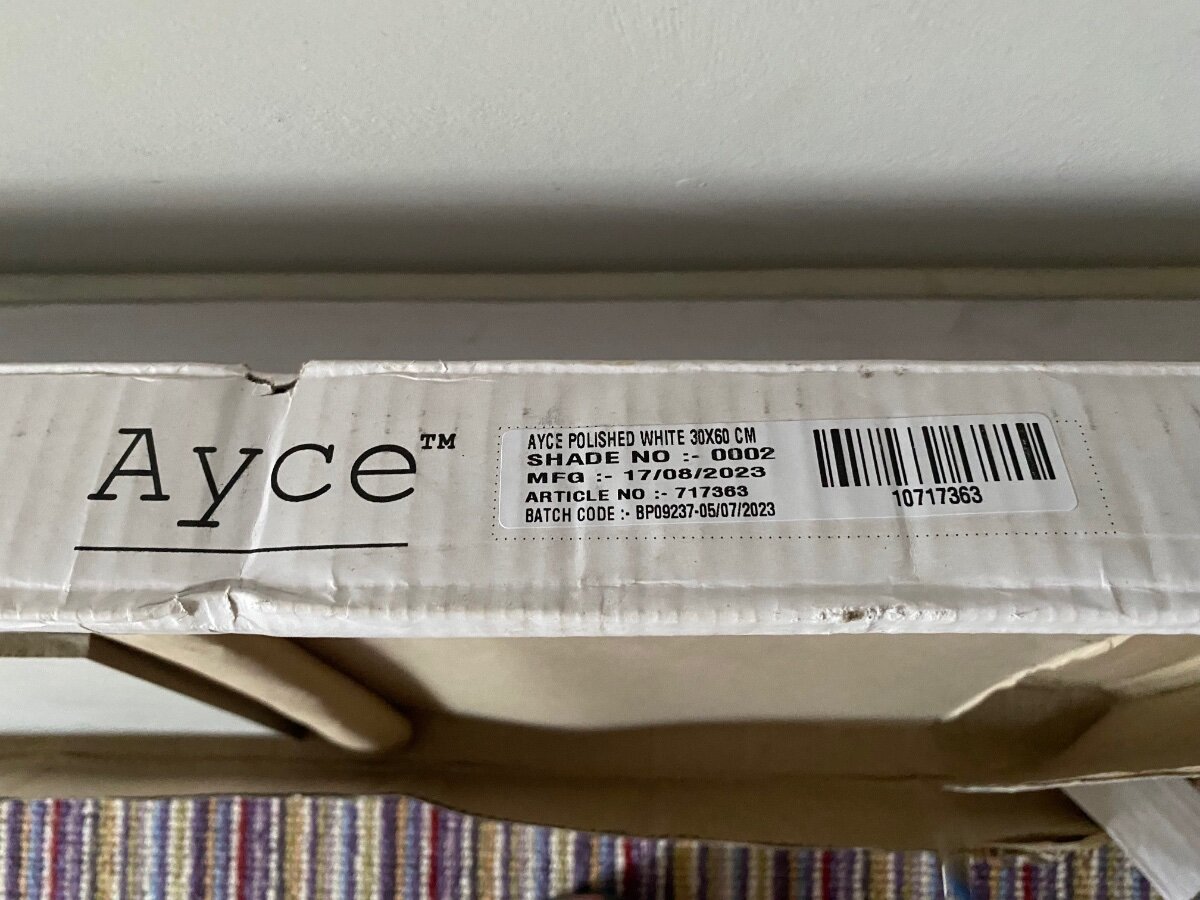 Ayce™
AYCE POLISHED WHITE 30X60 CM
SHADE NO :- 0002
MFG :- 17/08/2023
ARTICLE NO :- 717363
BATCH CODE :- BP09237-05/07/2023
10717363